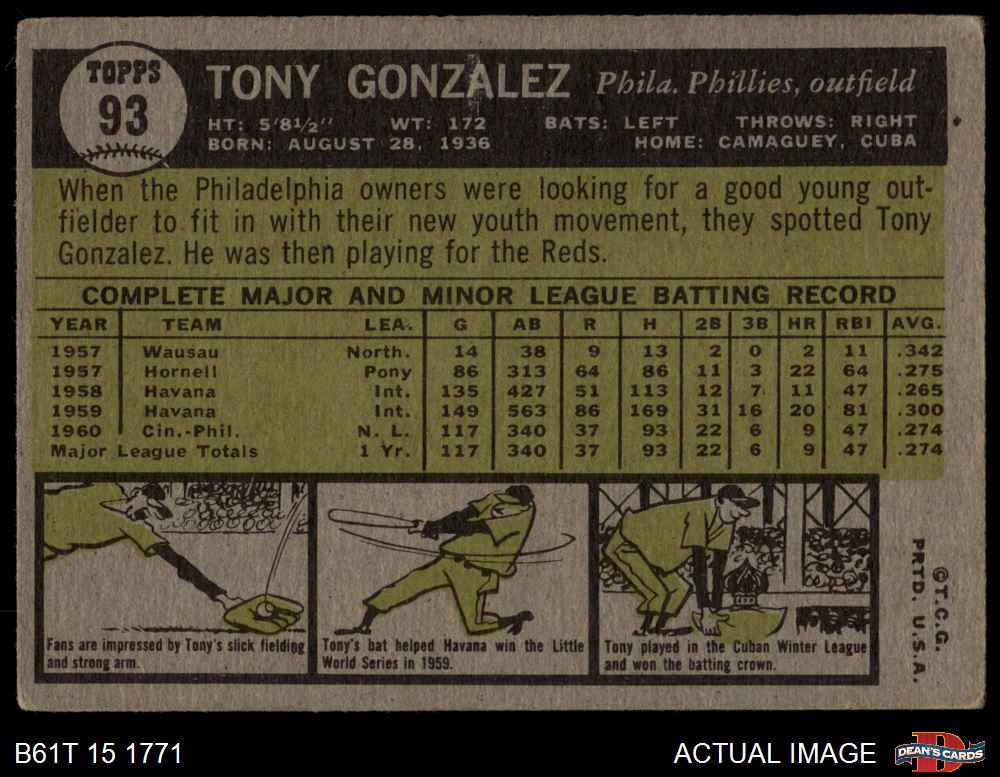 TOPPS
93
TONY GONZALEZ Phila. Phillies, outfield
HT: 5'8½" WT: 172 BATS: LEFT THROWS: RIGHT
BORN: AUGUST 28, 1936 HOME: CAMAGUEY, CUBA
When the Philadelphia owners were looking for a good young out-
fielder to fit in with their new youth movement, they spotted Tony
Gonzalez. He was then playing for the Reds.
COMPLETE MAJOR AND MINOR LEAGUE BATTING RECORD
YEAR TEAM LEA. G AB R H 2B 3B HR RBI AVG.
1957 Wausau North. 14 38 9 13 2 0 2 11 .342
1957 Hornell Pony 86 313 64 86 11 3 22 64 .275
1958 Havana Int. 135 427 51 113 12 7 11 47 .265
1959 Havana Int. 149 563 86 169 31 16 20 81 .300
1960 Cin.-Phil. N. L. 117 340 37 93 22 6 9 47 .274
Major League Totals 1 Yr. 117 340 37 93 22 6 9 47 .274
Fans are impressed by Tony's slick fielding
and strong arm.
Tony's bat helped Havana win the Little
World Series in 1959.
Tony played in the Cuban Winter League
and won the batting crown.
©T.C.G.
PRTD. U.S.A.
B61T 15 1771
ACTUAL IMAGE
D
DEAN'S CARDS